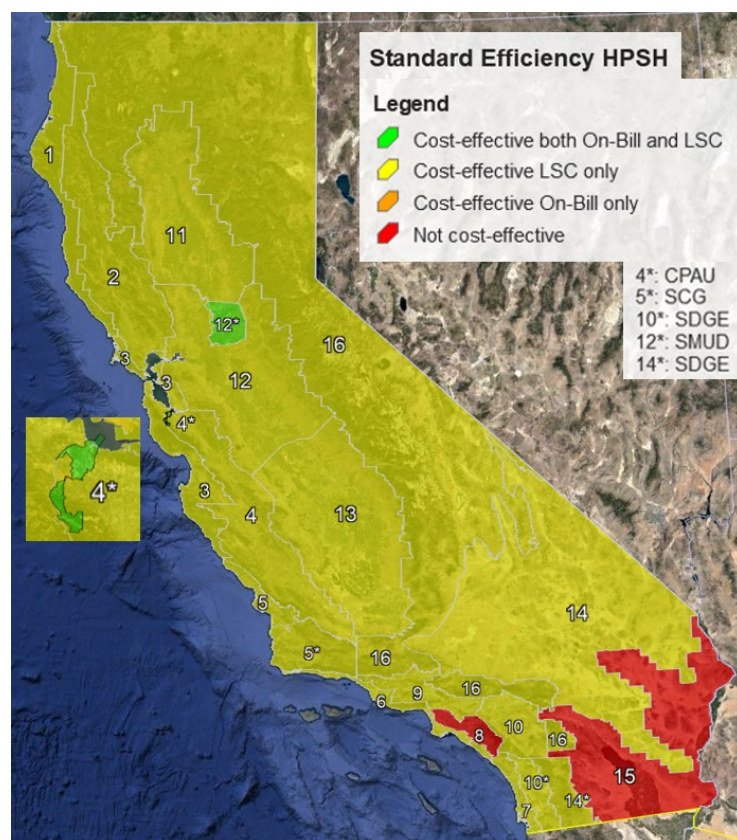 Standard Efficiency HPSH
Legend
Cost-effective both On-Bill and LSC
Cost-effective LSC only
Cost-effective On-Bill only
Not cost-effective
4*: CPAU
5*: SCG
10*: SDGE
12*: SMUD
14*: SDGE
1
11
2
12*
16
3
3
12
4*
4*
3
4
13
5
14
5*
16
16
6
9
10
8
16
15
10*
14*
7